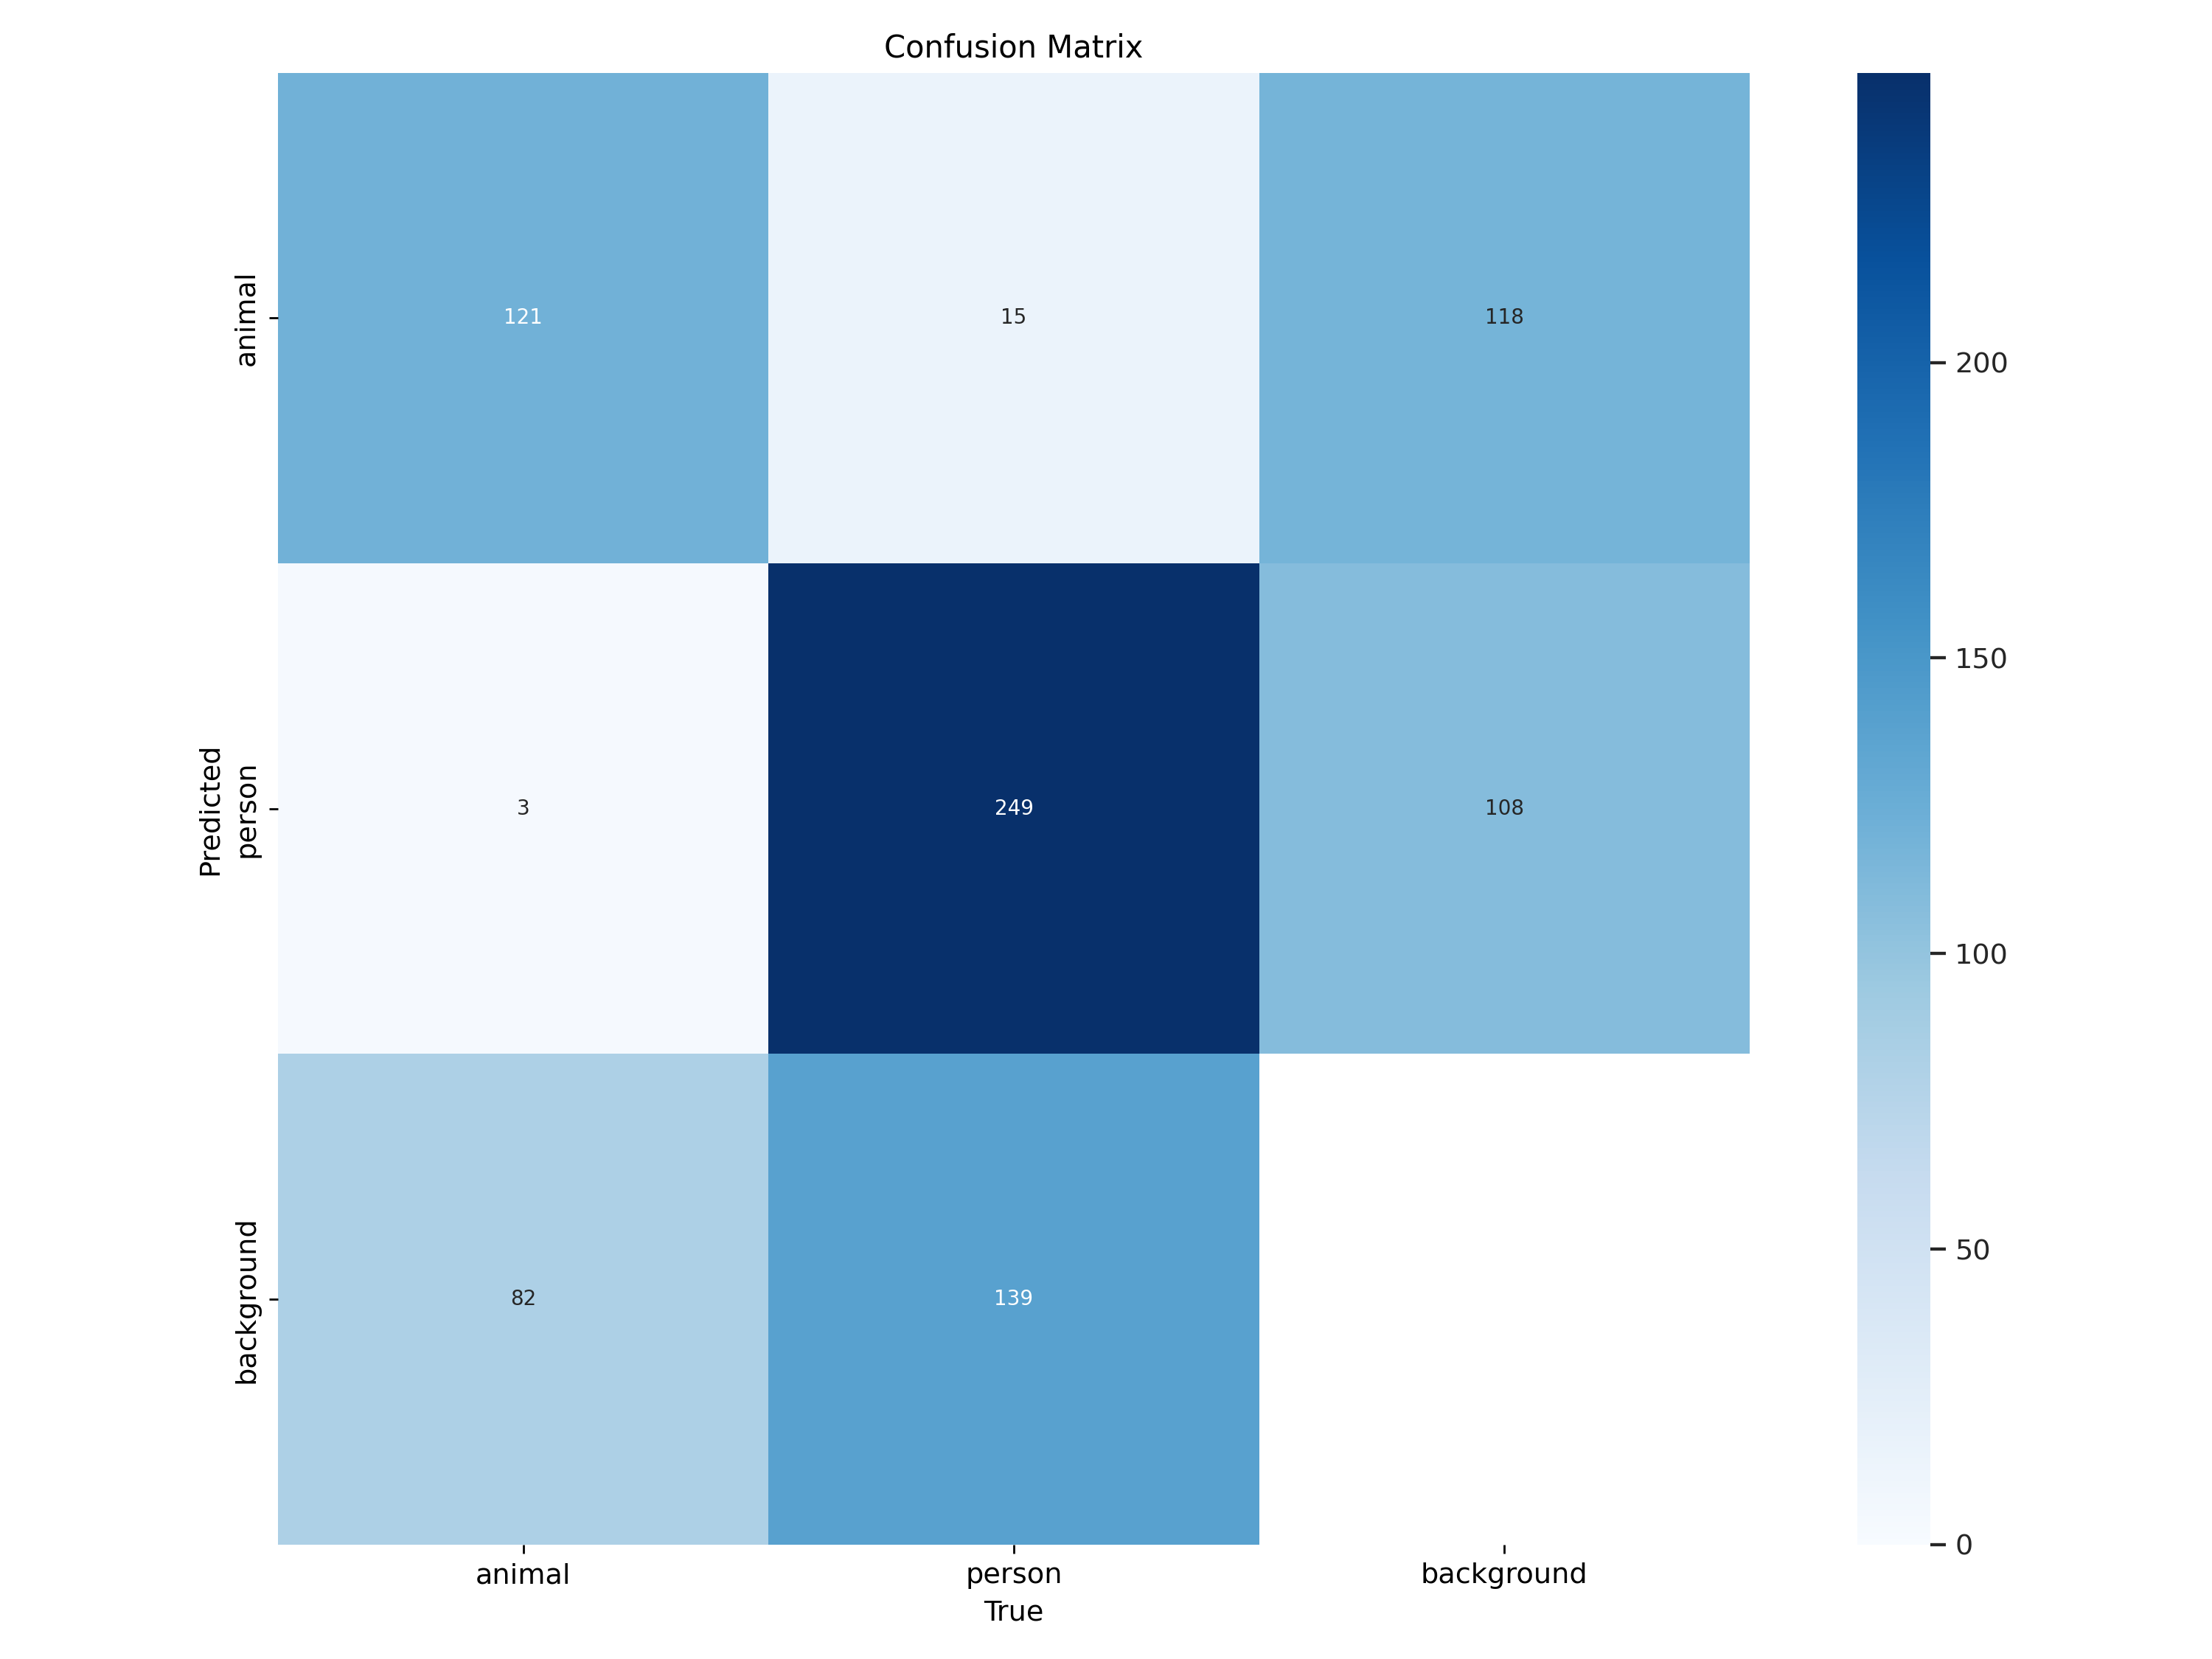 Confusion Matrix
animal
121
15
118
200
150
Predicted
person
3
249
108
100
50
background
82
139
0
animal
person
background
True